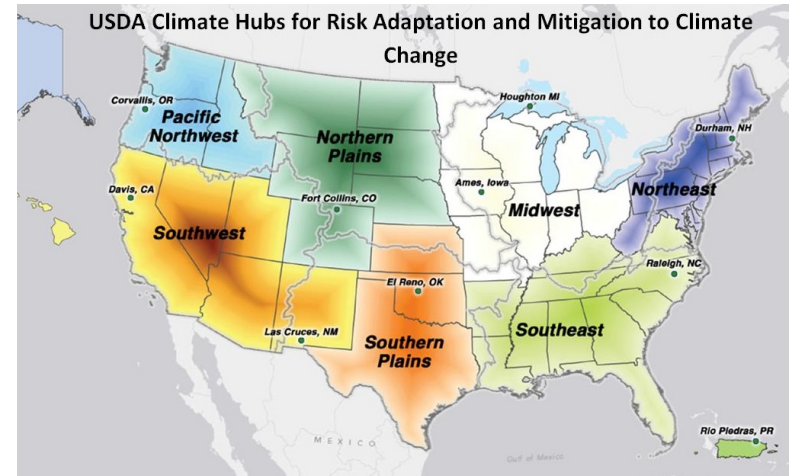 USDA Climate Hubs for Risk Adaptation and Mitigation to Climate
Change
Houghton MI
Corvallis, OR
Pacific
Northwest
Durham, NH
Northern
Plains
Ames, Iowa
Davis, CA
Northeast
Fort Collins, CO
Midwest
Southwest
Raleigh, NC
El Reno, OK
Las Cruces, NM
Southeast
Southern
Plains
Rio Piedras, PR
MEXICO
Gulf of Mexico